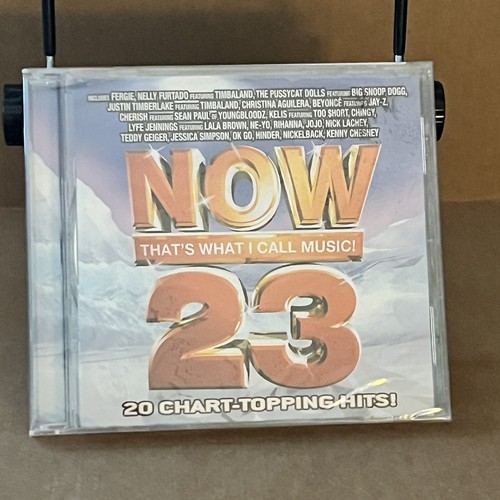 INCLUDES FERGIE, NELLY FURTADO FEATURING TIMBALAND, THE PUSSYCAT DOLLS FEATURING BIG SNOOP DOGG,
JUSTIN TIMBERLAKE FEATURING TIMBALAND, CHRISTINA AGUILERA, BEYONCÉ FEATURING JAY-Z,
CHERISH FEATURING SEAN PAUL OF YOUNGBLOODZ, KELIS FEATURING TOO SHORT, CHINGY,
LYFE JENNINGS FEATURING LALA BROWN, NE-YO, RIHANNA, JOJO, NICK LACHEY,
TEDDY GEIGER, JESSICA SIMPSON, OK GO, HINDER, NICKELBACK, KENNY CHESNEY
NOW
THAT'S WHAT I CALL MUSIC!
23
20 CHART-TOPPING HITS!